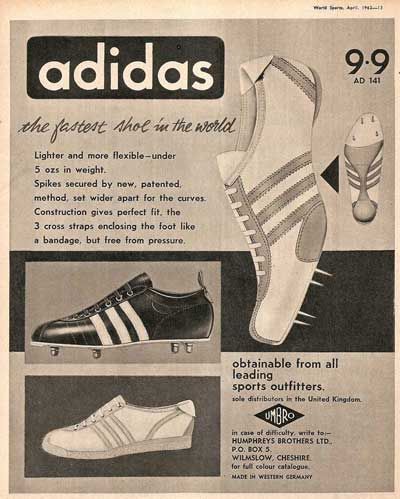 World Sports, April, 1962—13
adidas
9·9
AD 141
the fastest shoe in the world
Lighter and more flexible—under
5 ozs in weight.
Spikes secured by new, patented,
method, set wider apart for the curves.
Construction gives perfect fit, the
3 cross straps enclosing the foot like
a bandage, but free from pressure.
obtainable from all
leading
sports outfitters.
sole distributors in the United Kingdom.
UMBRO
in case of difficulty, write to:—
HUMPHREYS BROTHERS LTD.,
P.O. BOX 5,
WILMSLOW, CHESHIRE.
for full colour catalogue.
MADE IN WESTERN GERMANY